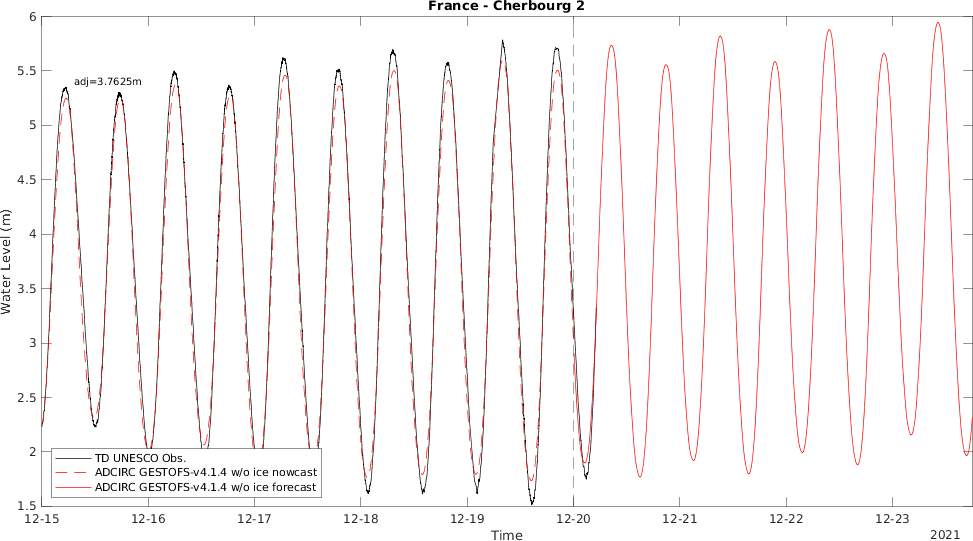 France - Cherbourg 2
6
5.5
5
4.5
4
3.5
3
2.5
2
1.5
Water Level (m)
adj=3.7625m
TD UNESCO Obs.
ADCIRC GESTOFS-v4.1.4 w/o ice nowcast
ADCIRC GESTOFS-v4.1.4 w/o ice forecast
12-15 12-16 12-17 12-18 12-19 12-20 12-21 12-22 12-23
Time
2021